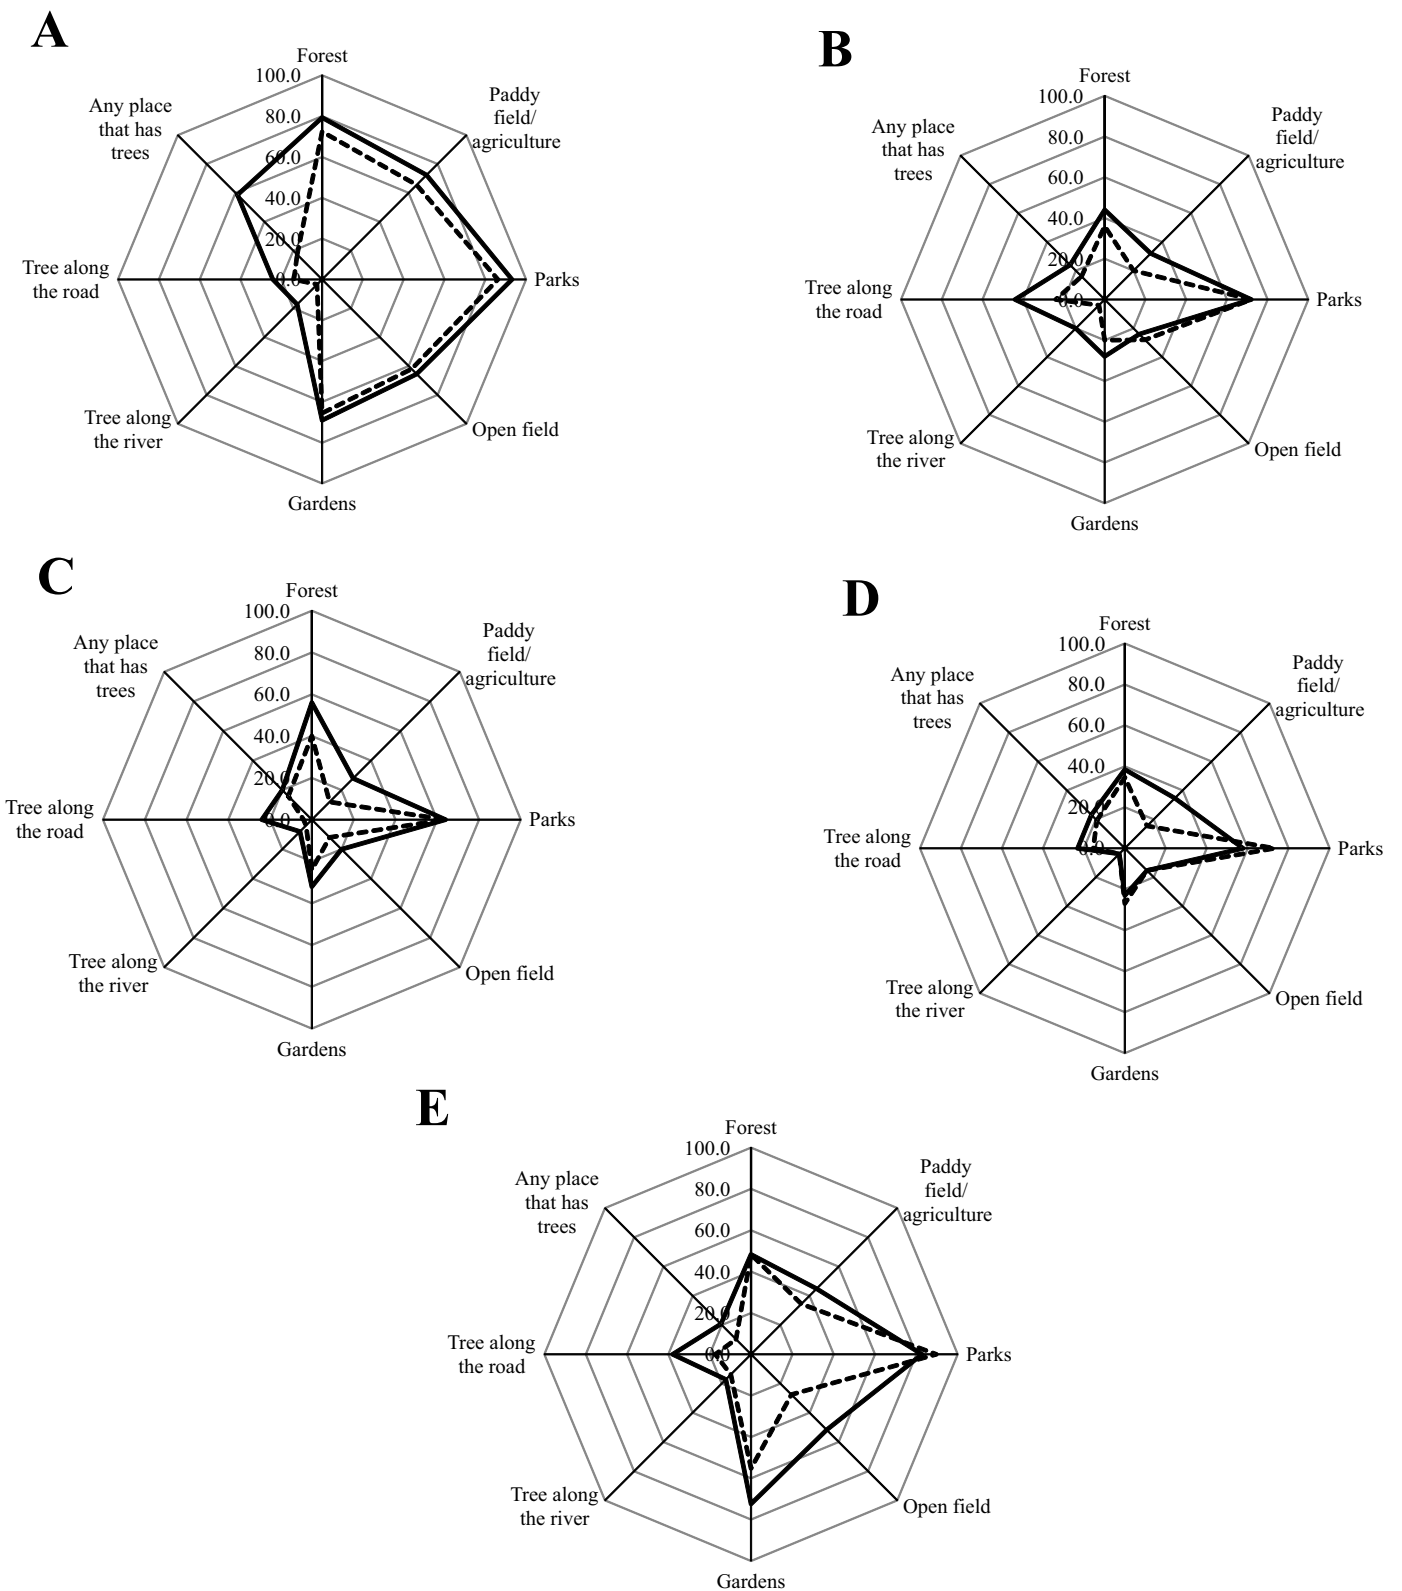 A
Forest
100.0
80.0
60.0
40.0
20.0
0.0
Paddy
field/
agriculture
Parks
Open field
Gardens
Tree along
the river
Tree along
the road
Any place
that has
trees
B
Forest
100.0
80.0
60.0
40.0
20.0
0.0
Paddy
field/
agriculture
Parks
Open field
Gardens
Tree along
the river
Tree along
the road
Any place
that has
trees
C
Forest
100.0
80.0
60.0
40.0
20.0
0.0
Paddy
field/
agriculture
Parks
Open field
Gardens
Tree along
the river
Tree along
the road
Any place
that has
trees
D
Forest
100.0
80.0
60.0
40.0
20.0
0.0
Paddy
field/
agriculture
Parks
Open field
Gardens
Tree along
the river
Tree along
the road
Any place
that has
trees
E
Forest
100.0
80.0
60.0
40.0
20.0
0.0
Paddy
field/
agriculture
Parks
Open field
Gardens
Tree along
the river
Tree along
the road
Any place
that has
trees